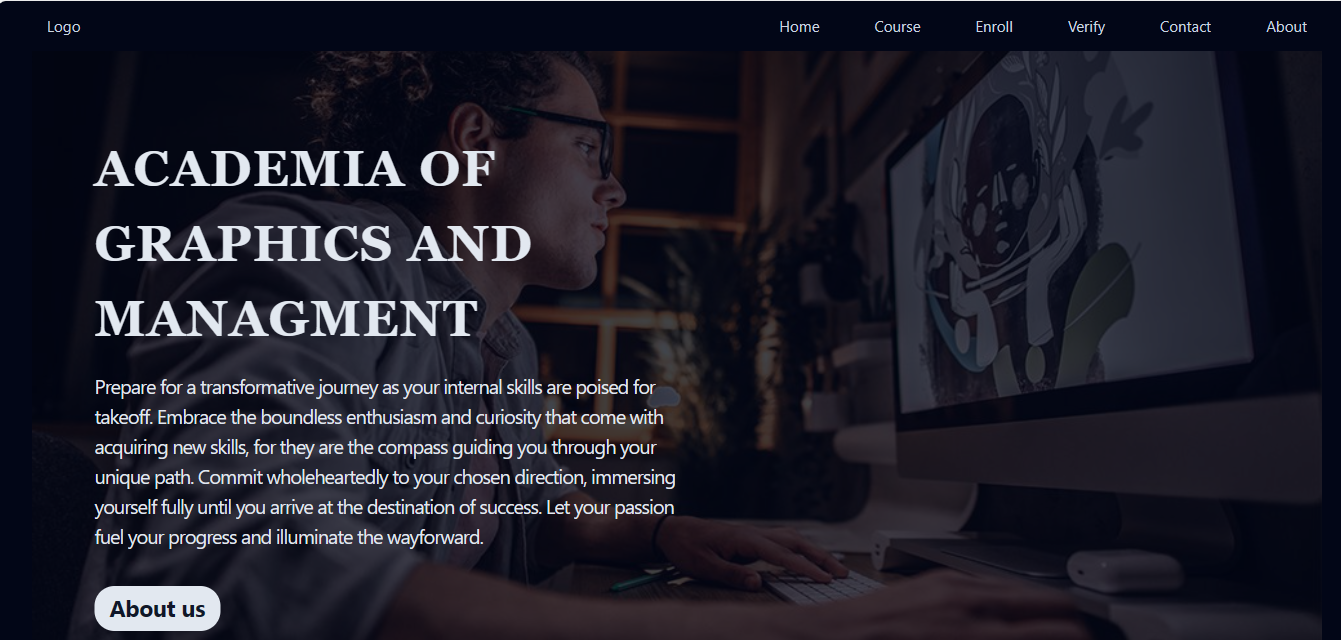 Logo
Home Course Enroll Verify Contact About
ACADEMIA OF
GRAPHICS AND
MANAGMENT
Prepare for a transformative journey as your internal skills are poised for
takeoff. Embrace the boundless enthusiasm and curiosity that come with
acquiring new skills, for they are the compass guiding you through your
unique path. Commit wholeheartedly to your chosen direction, immersing
yourself fully until you arrive at the destination of success. Let your passion
fuel your progress and illuminate the wayforward.
About us